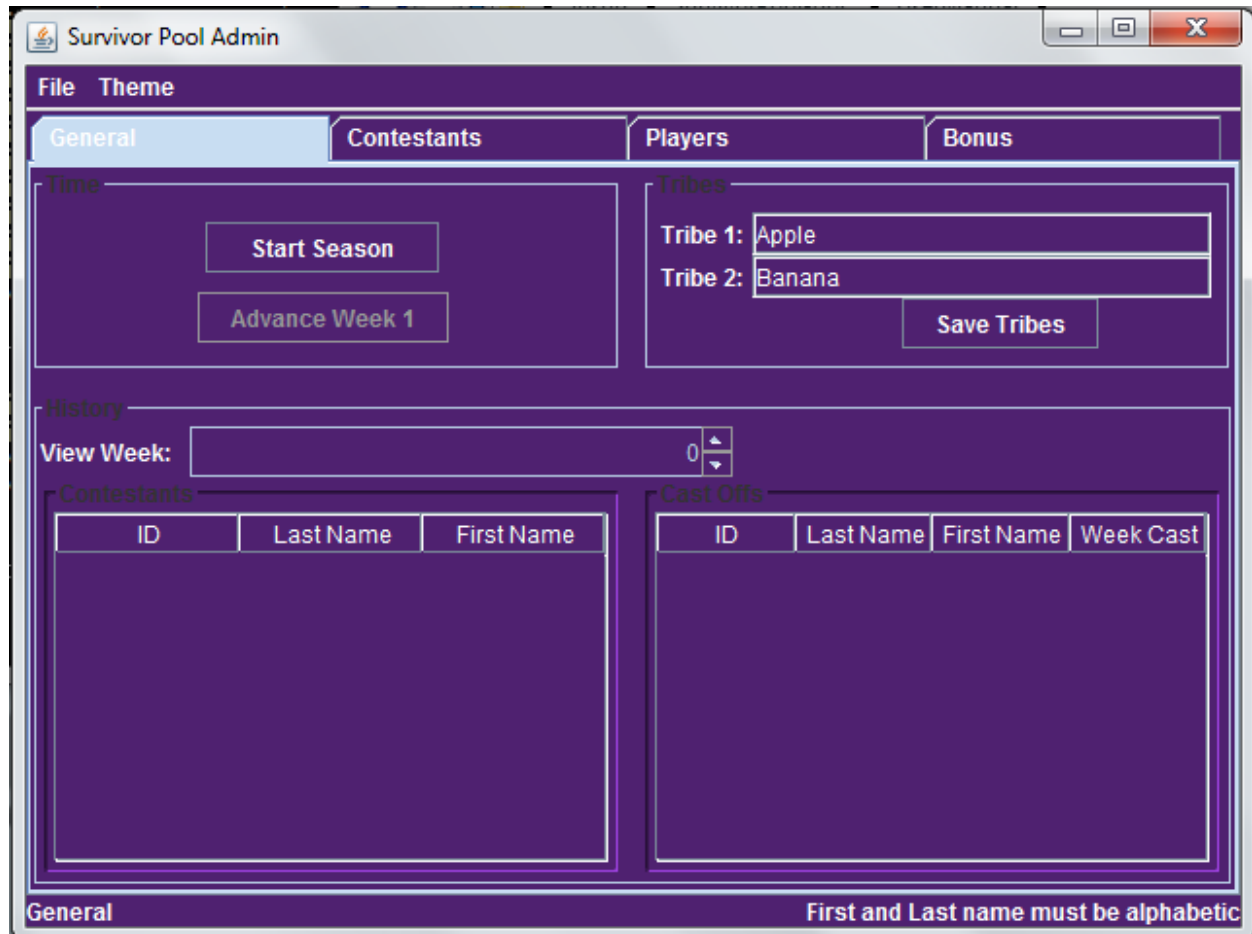 Survivor Pool Admin
File Theme
General Contestants Players Bonus
Time
Start Season
Advance Week 1
Tribes
Tribe 1: Apple
Tribe 2: Banana
Save Tribes
History
View Week: 0
Contestants
ID Last Name First Name
Cast Offs
ID Last Name First Name Week Cast
General First and Last name must be alphabetic